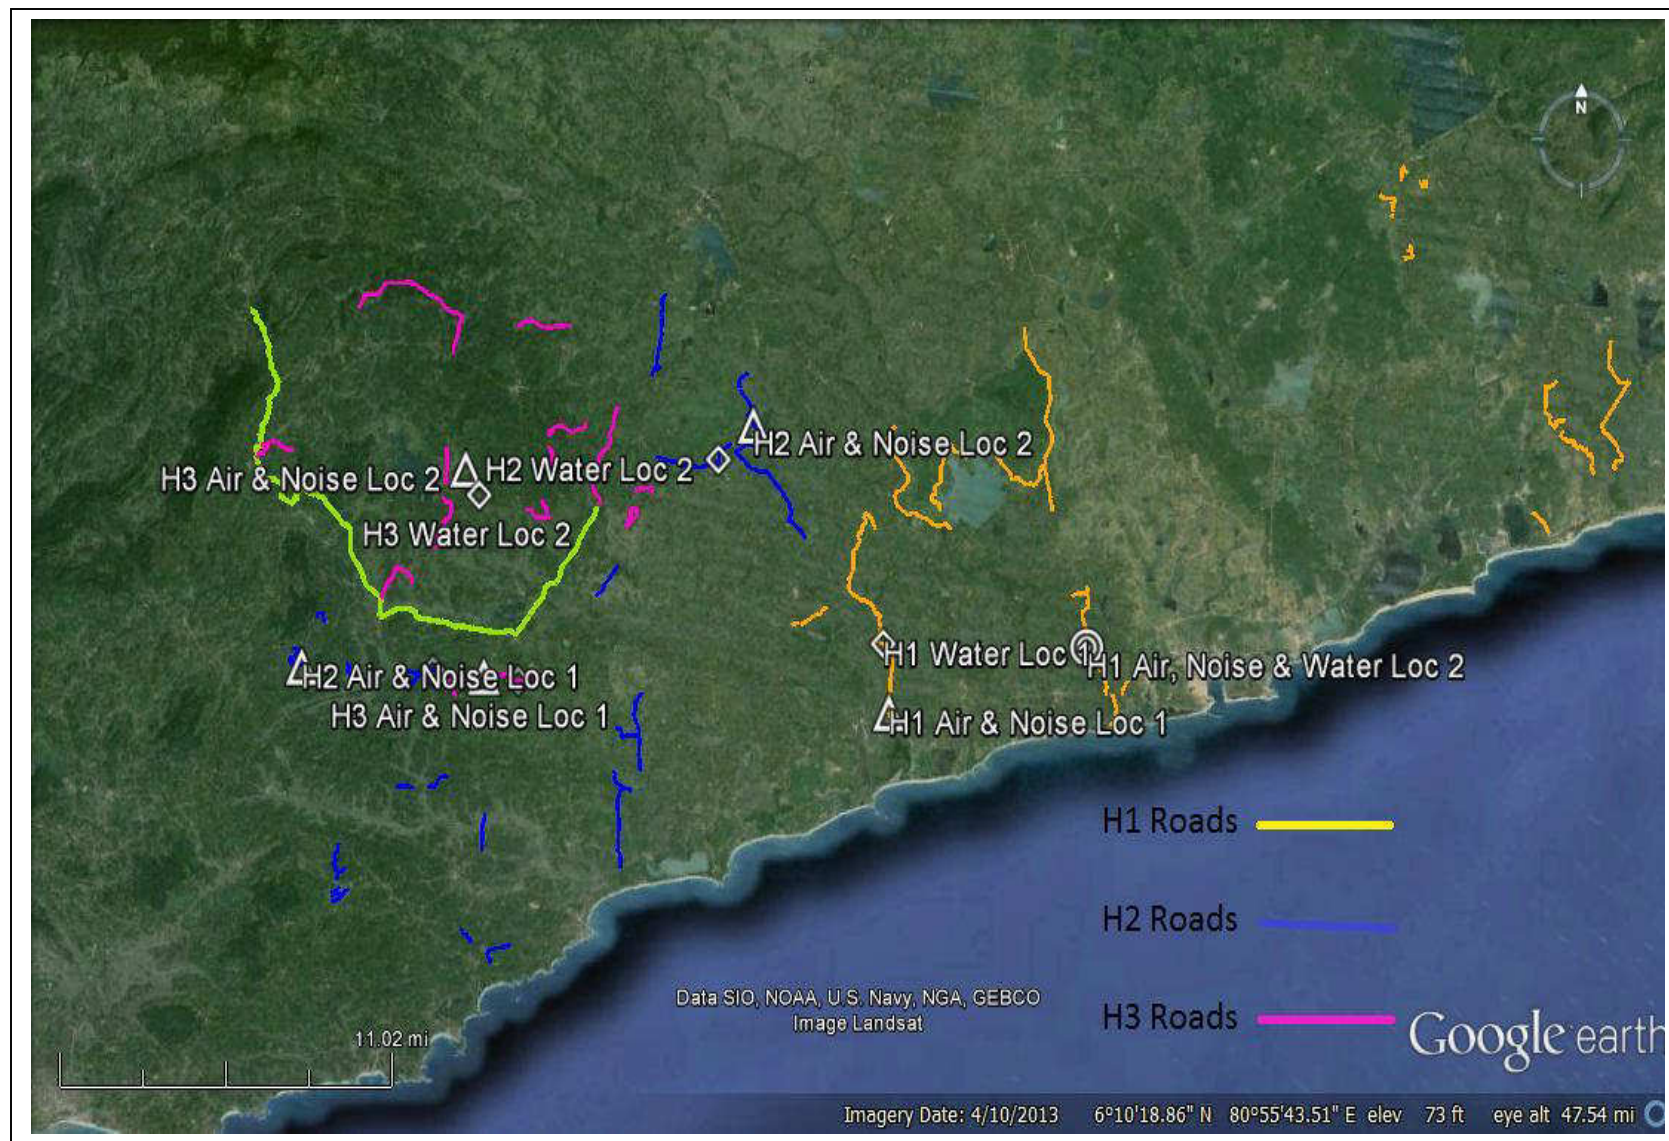 N
H2 Air & Noise Loc 2
H3 Air & Noise Loc 2
H2 Water Loc 2
H3 Water Loc 2
H1 Water Loc 1
H1 Air, Noise & Water Loc 2
H2 Air & Noise Loc 1
H3 Air & Noise Loc 1
H1 Air & Noise Loc 1
H1 Roads
H2 Roads
H3 Roads
Data SIO, NOAA, U.S. Navy, NGA, GEBCO
Image Landsat
11.02 mi
Google earth
Imagery Date: 4/10/2013 6°10'18.86" N 80°55'43.51" E elev 73 ft eye alt 47.54 mi